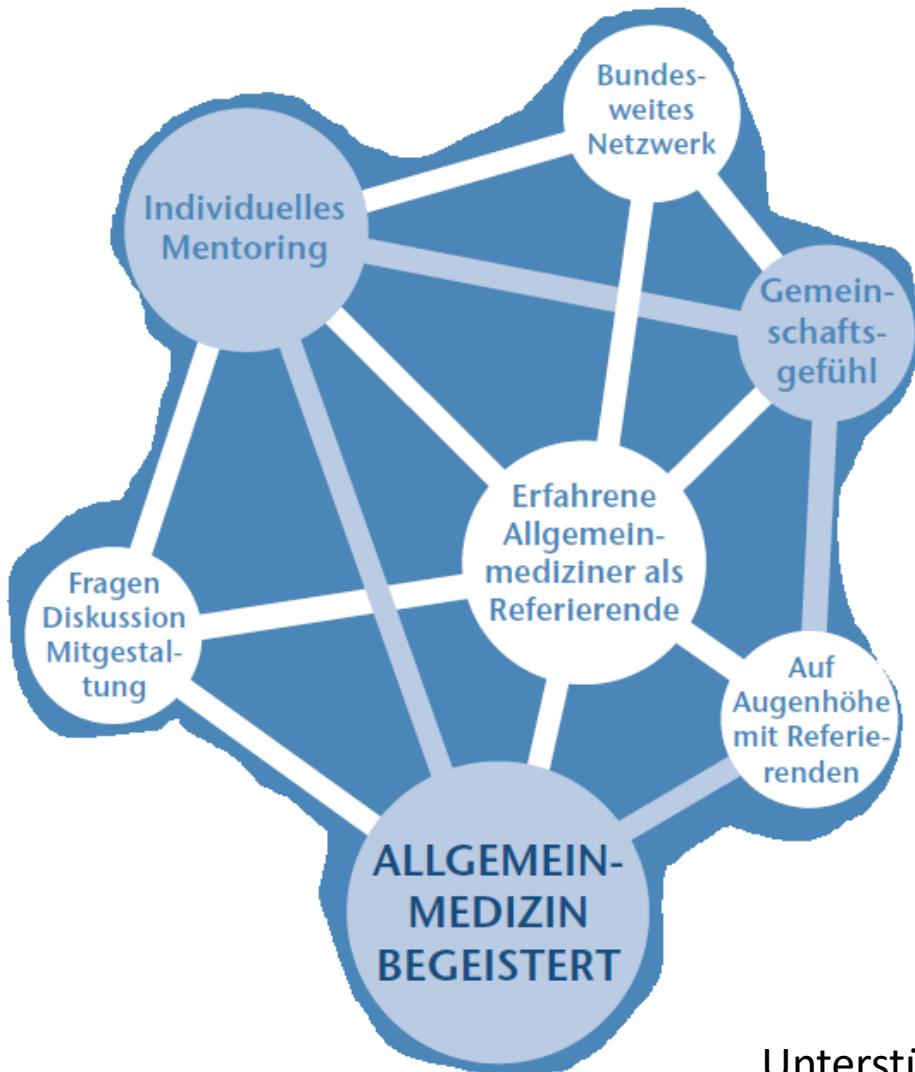 Bundes-
weites
Netzwerk
Individuelles
Mentoring
Gemein-
schafts-
gefühl
Erfahrene
Allgemein-
mediziner als
Referierende
Fragen
Diskussion
Mitgestal-
tung
Auf
Augenhöhe
mit Referie-
renden
ALLGEMEIN-
MEDIZIN
BEGEISTERT